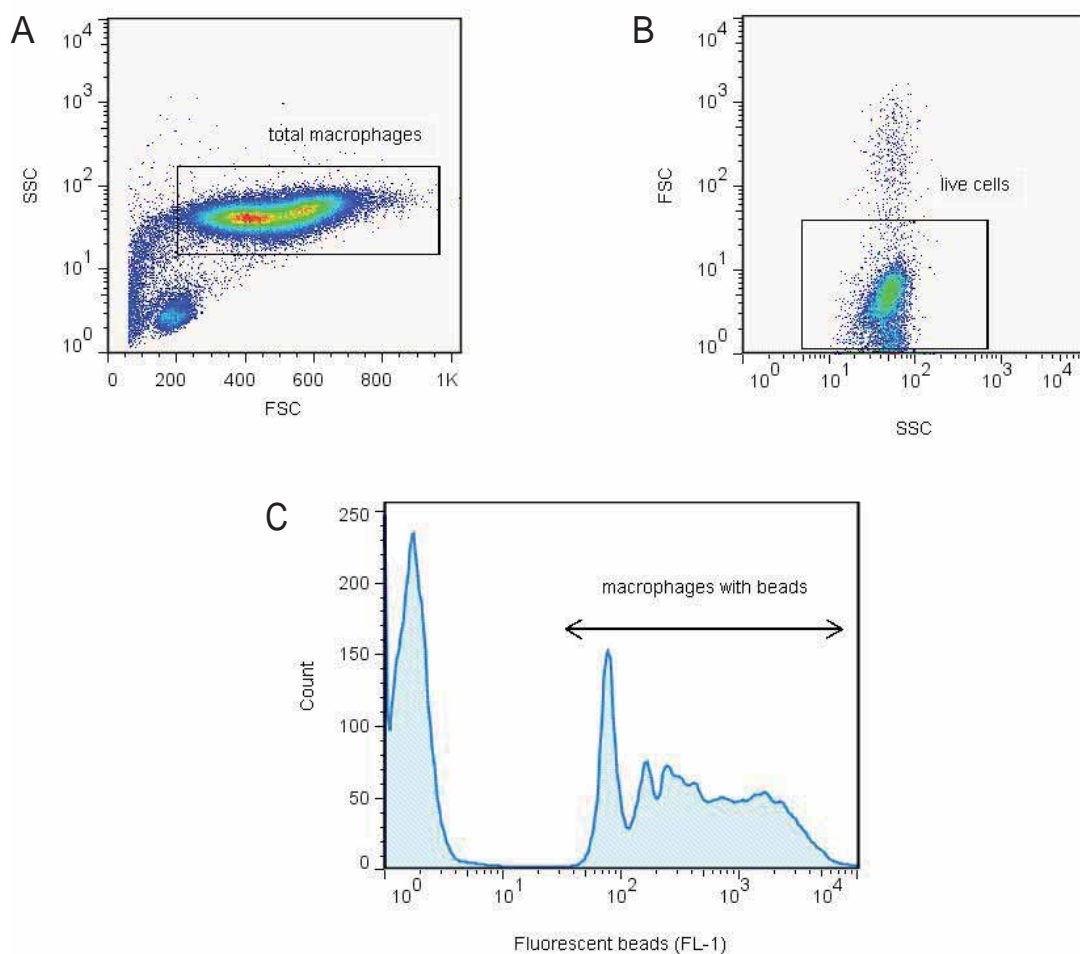 A
B
10^4
10^3
10^2
10^1
10^0
SSC
total macrophages
0 200 400 600 800 1K
FSC
10^4
10^3
10^2
10^1
10^0
FSC
live cells
10^0 10^1 10^2 10^3 10^4
SSC
C
250
200
150
100
50
0
Count
macrophages with beads
10^0 10^1 10^2 10^3 10^4
Fluorescent beads (FL-1)